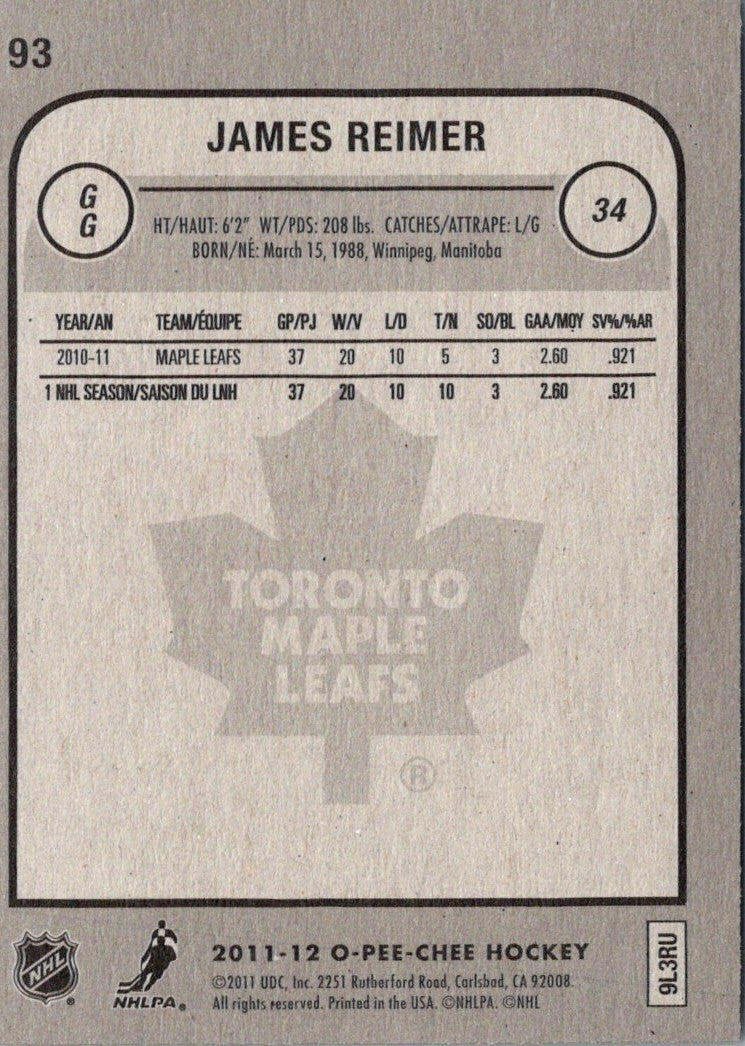 93
JAMES REIMER
G
G
34
HT/HAUT: 6'2" WT/PDS: 208 lbs. CATCHES/ATTRAPE: L/G
BORN/NÉ: March 15, 1988, Winnipeg, Manitoba
YEAR/AN TEAM/ÉQUIPE GP/PJ W/V L/D T/N SO/BL GAA/MOY SV%/%AR
2010-11 MAPLE LEAFS 37 20 10 5 3 2.60 .921
1 NHL SEASON/SAISON DU LNH 37 20 10 10 3 2.60 .921
TORONTO
MAPLE
LEAFS
®
NHL ®
NHLPA ®
2011-12 O-PEE-CHEE HOCKEY
©2011 UDC, Inc. 2251 Rutherford Road, Carlsbad, CA 92008.
All rights reserved. Printed in the USA. ©NHLPA. ©NHL
9L3RU